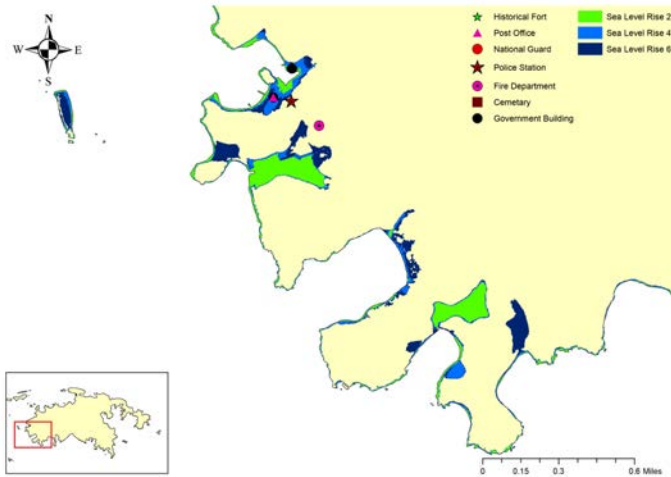 N
W E
S
Historical Fort
Post Office
National Guard
Police Station
Fire Department
Cemetary
Government Building
Sea Level Rise 2
Sea Level Rise 4
Sea Level Rise 6
0 0.15 0.3 0.6 Miles